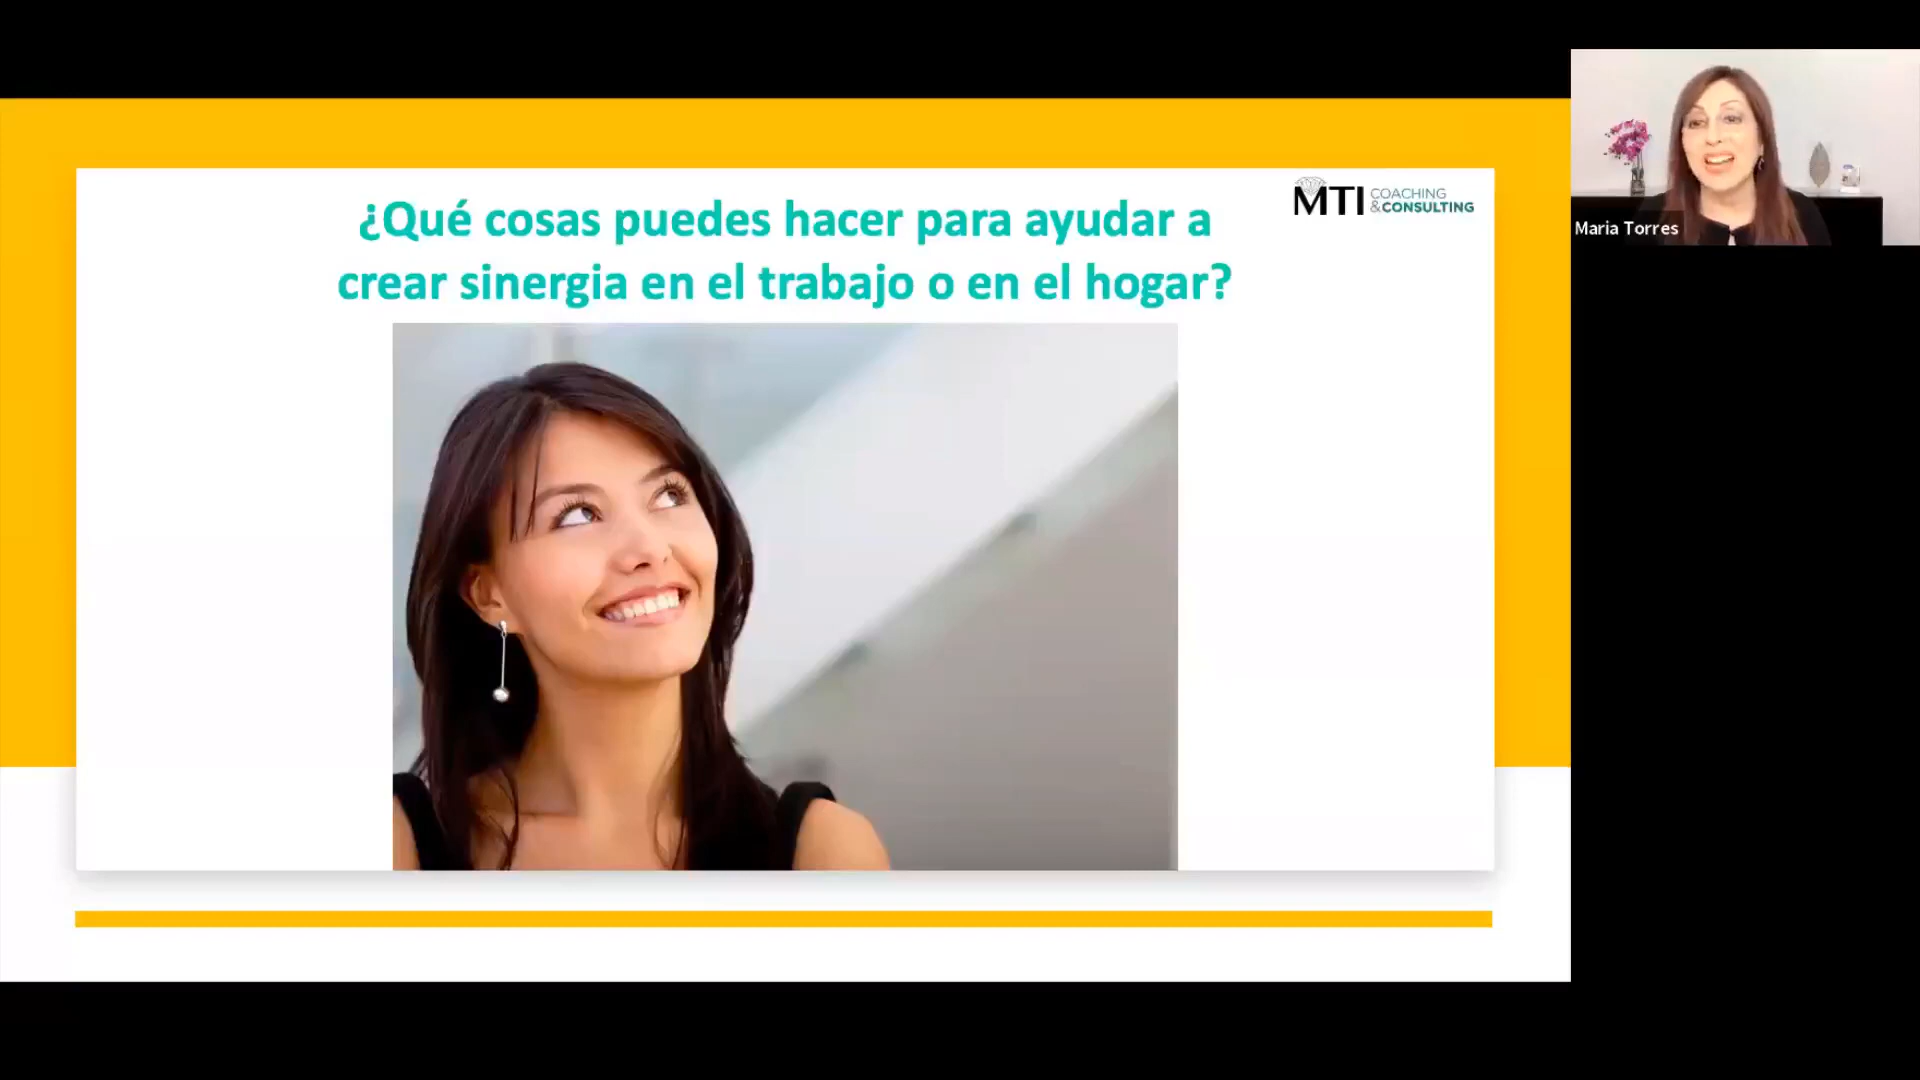 ¿Qué cosas puedes hacer para ayudar a
crear sinergia en el trabajo o en el hogar?
MTI COACHING
&CONSULTING
Maria Torres